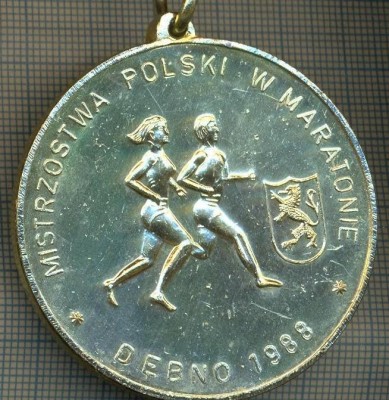 MISTRZOSTWA POLSKI W MARATONIE
* DĘBNO 1988 *